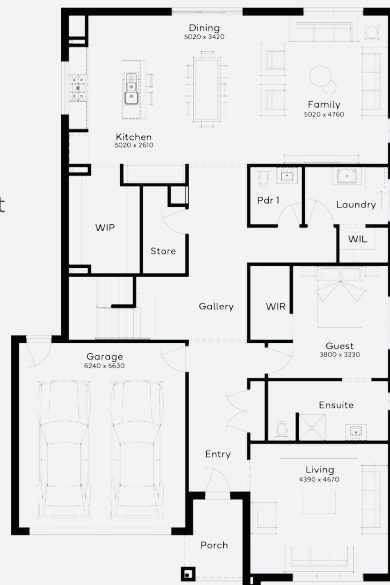 Dining
5020 x 3420
Family
5020 x 4760
Kitchen
5020 x 2610
Pdr 1
Laundry
t
WIP
WIL
Store
Gallery
WIR
Guest
3800 x 3230
Garage
6240 x 5630
Ensuite
Entry
Living
4390 x 4670
Porch